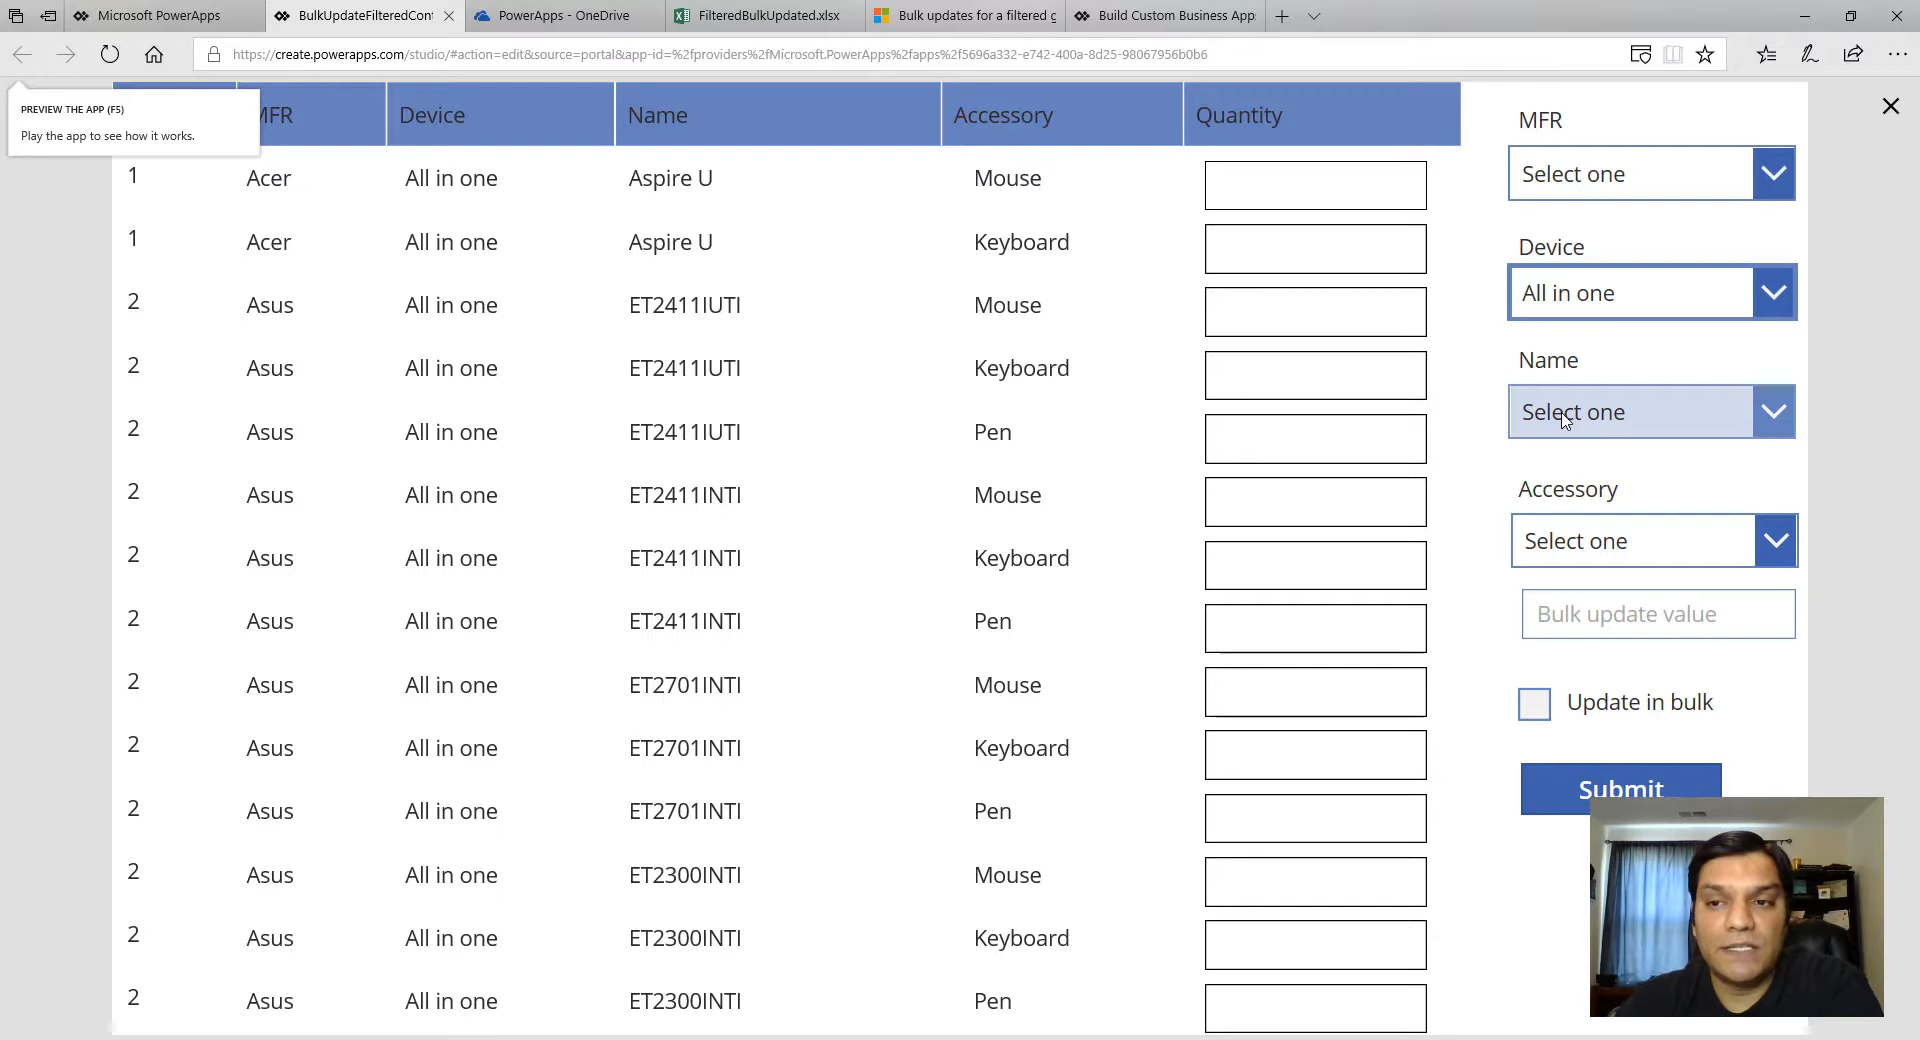 Microsoft PowerApps
BulkUpdateFilteredCont
PowerApps - OneDrive
FilteredBulkUpdated.xlsx
Bulk updates for a filtered g
Build Custom Business App
https://create.powerapps.com/studio/#action=edit&source=portal&app-id=%2fproviders%2fMicrosoft.PowerApps%2fapps%2f5696a332-e742-400a-8d25-98067956b0b6
PREVIEW THE APP (F5)
Play the app to see how it works.
MFR Device Name Accessory Quantity
1 Acer All in one Aspire U Mouse
1 Acer All in one Aspire U Keyboard
2 Asus All in one ET2411IUTI Mouse
2 Asus All in one ET2411IUTI Keyboard
2 Asus All in one ET2411IUTI Pen
2 Asus All in one ET2411INTI Mouse
2 Asus All in one ET2411INTI Keyboard
2 Asus All in one ET2411INTI Pen
2 Asus All in one ET2701INTI Mouse
2 Asus All in one ET2701INTI Keyboard
2 Asus All in one ET2701INTI Pen
2 Asus All in one ET2300INTI Mouse
2 Asus All in one ET2300INTI Keyboard
2 Asus All in one ET2300INTI Pen
MFR
Select one
Device
All in one
Name
Select one
Accessory
Select one
Bulk update value
Update in bulk
Submit